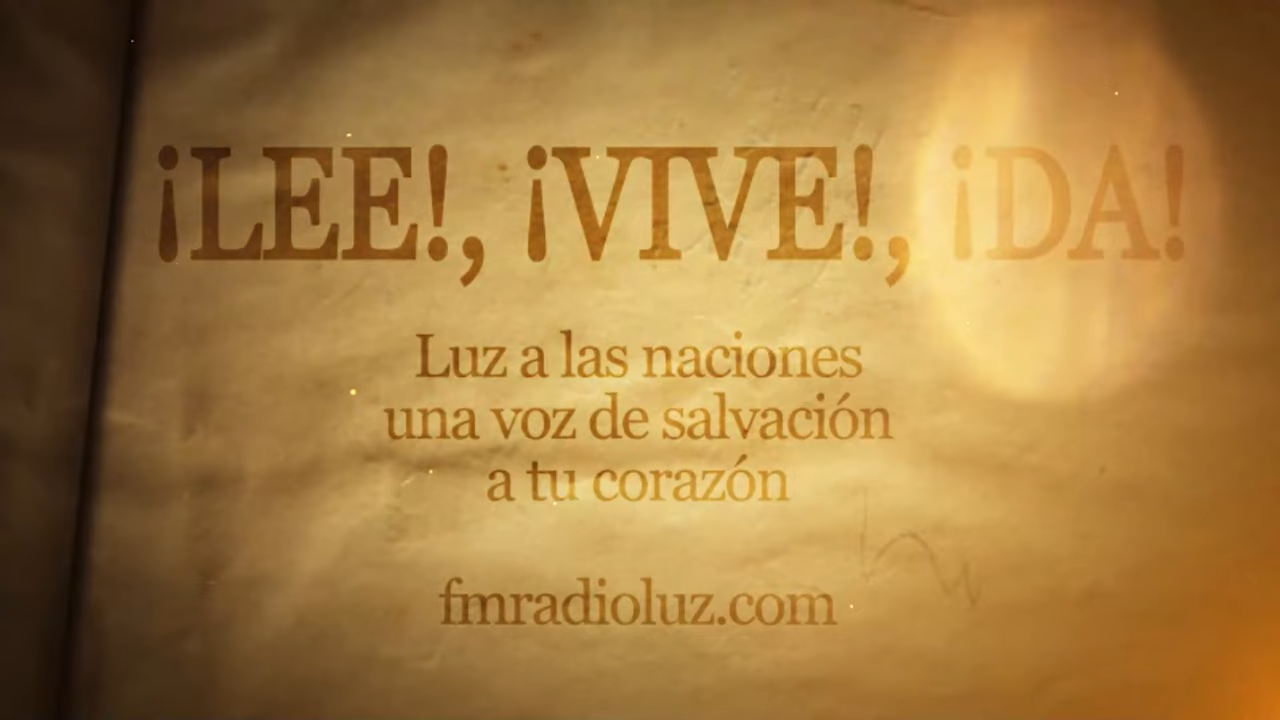 ¡LEE!, ¡VIVE!, ¡DA!
Luz a las naciones
una voz de salvación
a tu corazón
fmradioluz.com